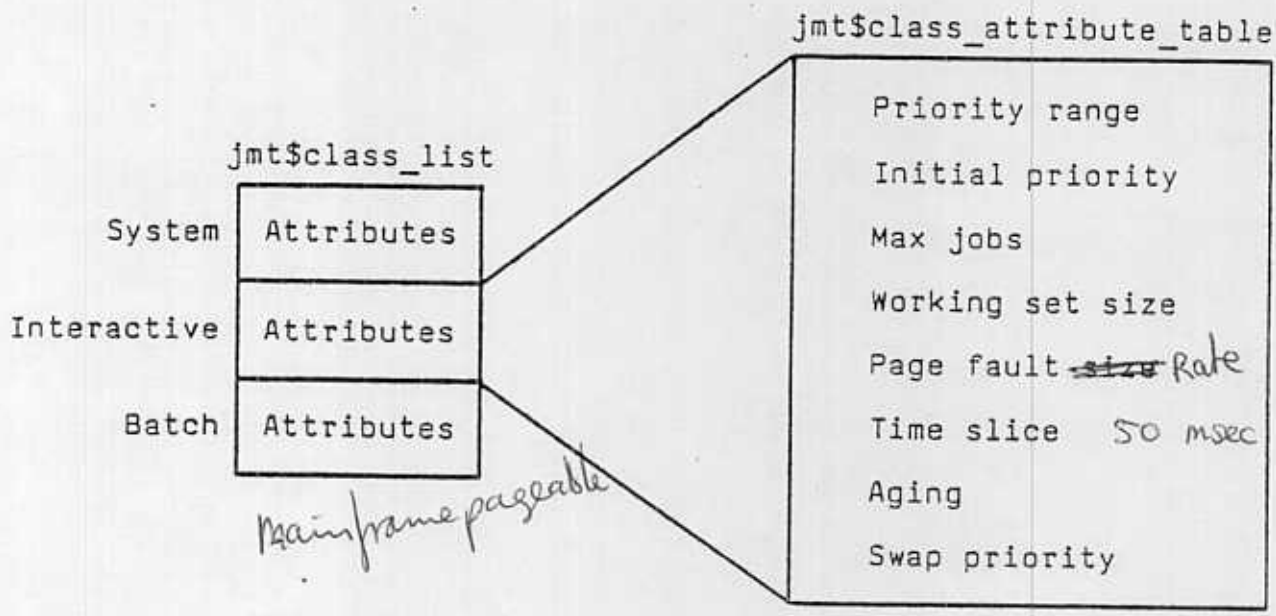 jmt$class_list
System Attributes
Interactive Attributes
Batch Attributes
Mainframe pageable
jmt$class_attribute_table
Priority range
Initial priority
Max jobs
Working set size
Page fault size Rate
Time slice 50 msec
Aging
Swap priority